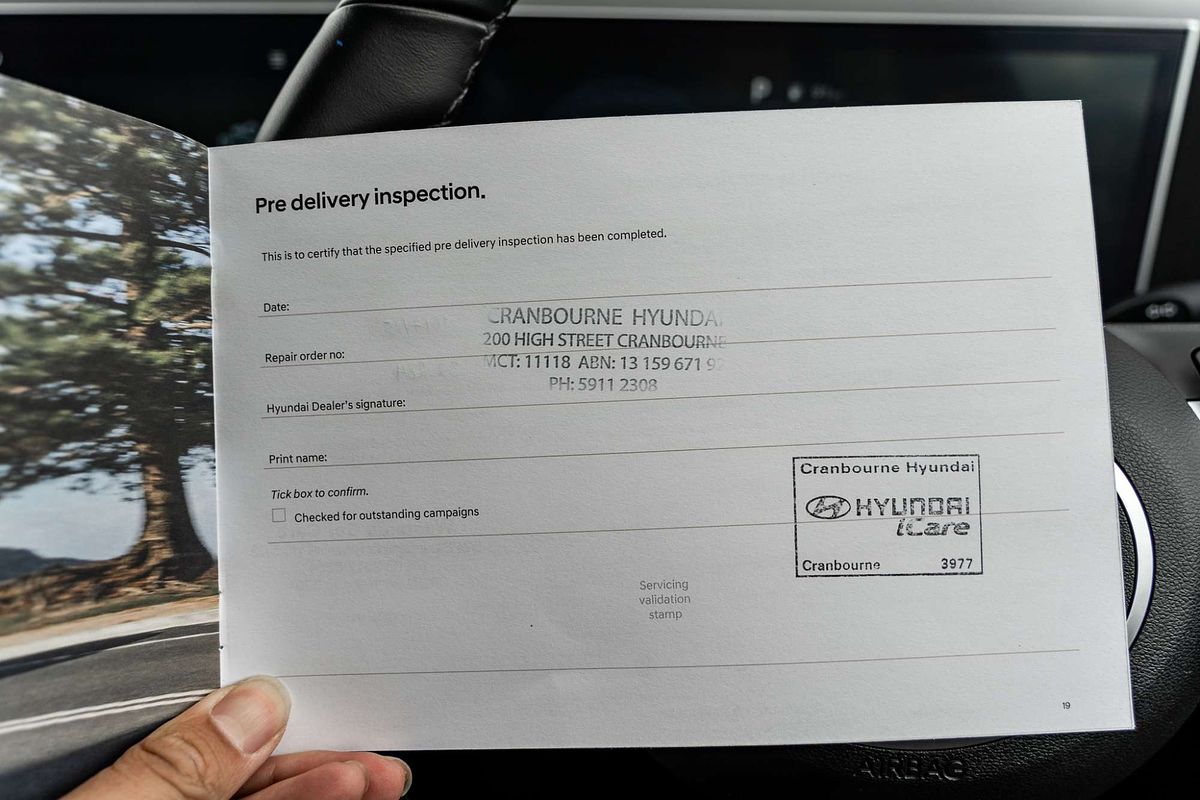 P
Pre delivery inspection.
This is to certify that the specified pre delivery inspection has been completed.
Date:
CRANBOURNE HYUNDAI
200 HIGH STREET CRANBOURNE
Repair order no:
MCT: 11118 ABN: 13 159 671 92
PH: 5911 2308
Hyundai Dealer's signature:
Print name:
Tick box to confirm.
Checked for outstanding campaigns
Cranbourne Hyundai
HYUNDAI
iCare
Cranbourne 3977
Servicing
validation
stamp
19
AIRBAG